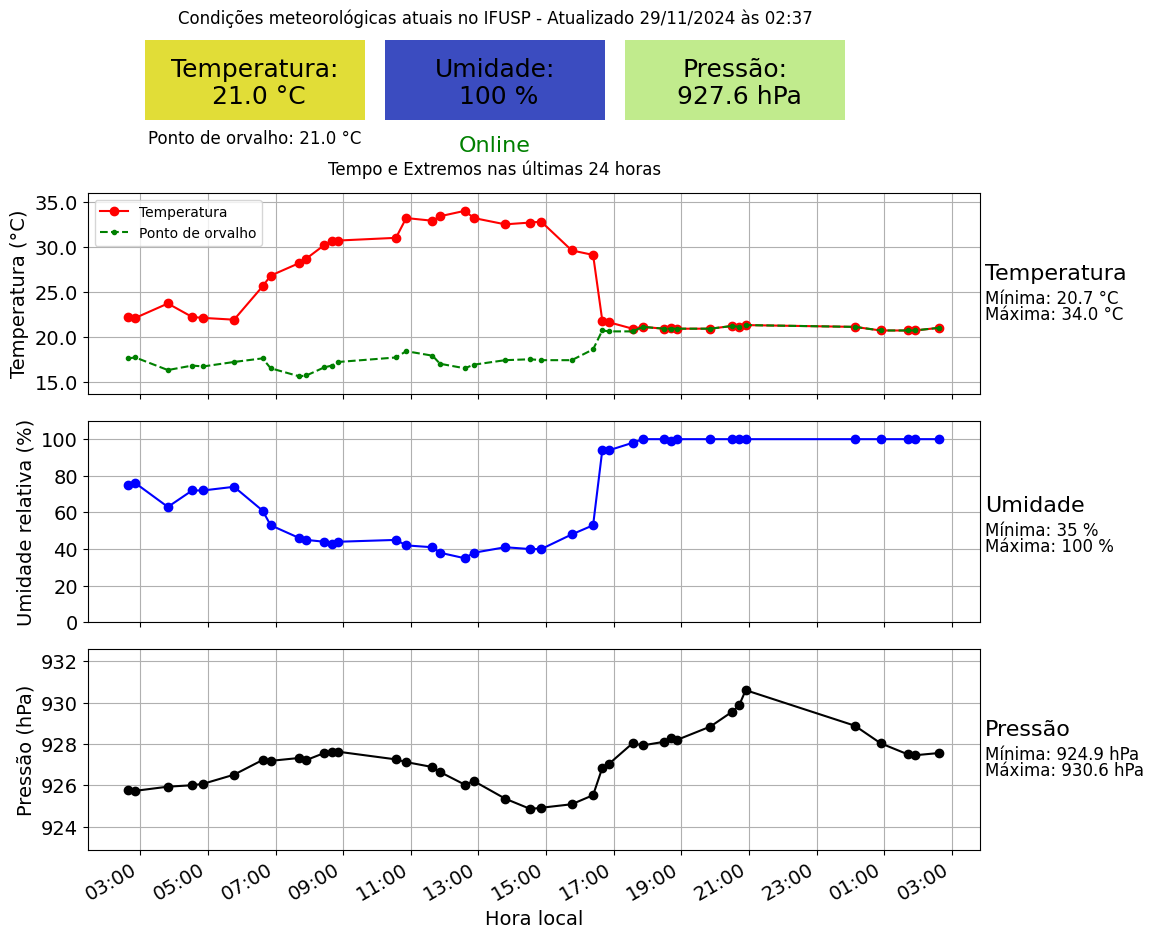 Condições meteorológicas atuais no IFUSP - Atualizado 29/11/2024 às 02:37
Temperatura:
21.0 °C
Umidade:
100 %
Pressão:
927.6 hPa
Ponto de orvalho: 21.0 °C
Online
Tempo e Extremos nas últimas 24 horas
Temperatura (°C)
35.0
30.0
25.0
20.0
15.0
Temperatura
Ponto de orvalho
Temperatura
Mínima: 20.7 °C
Máxima: 34.0 °C
Umidade relativa (%)
100
80
60
40
20
0
Umidade
Mínima: 35 %
Máxima: 100 %
Pressão (hPa)
932
930
928
926
924
Pressão
Mínima: 924.9 hPa
Máxima: 930.6 hPa
03:00 05:00 07:00 09:00 11:00 13:00 15:00 17:00 19:00 21:00 23:00 01:00 03:00
Hora local